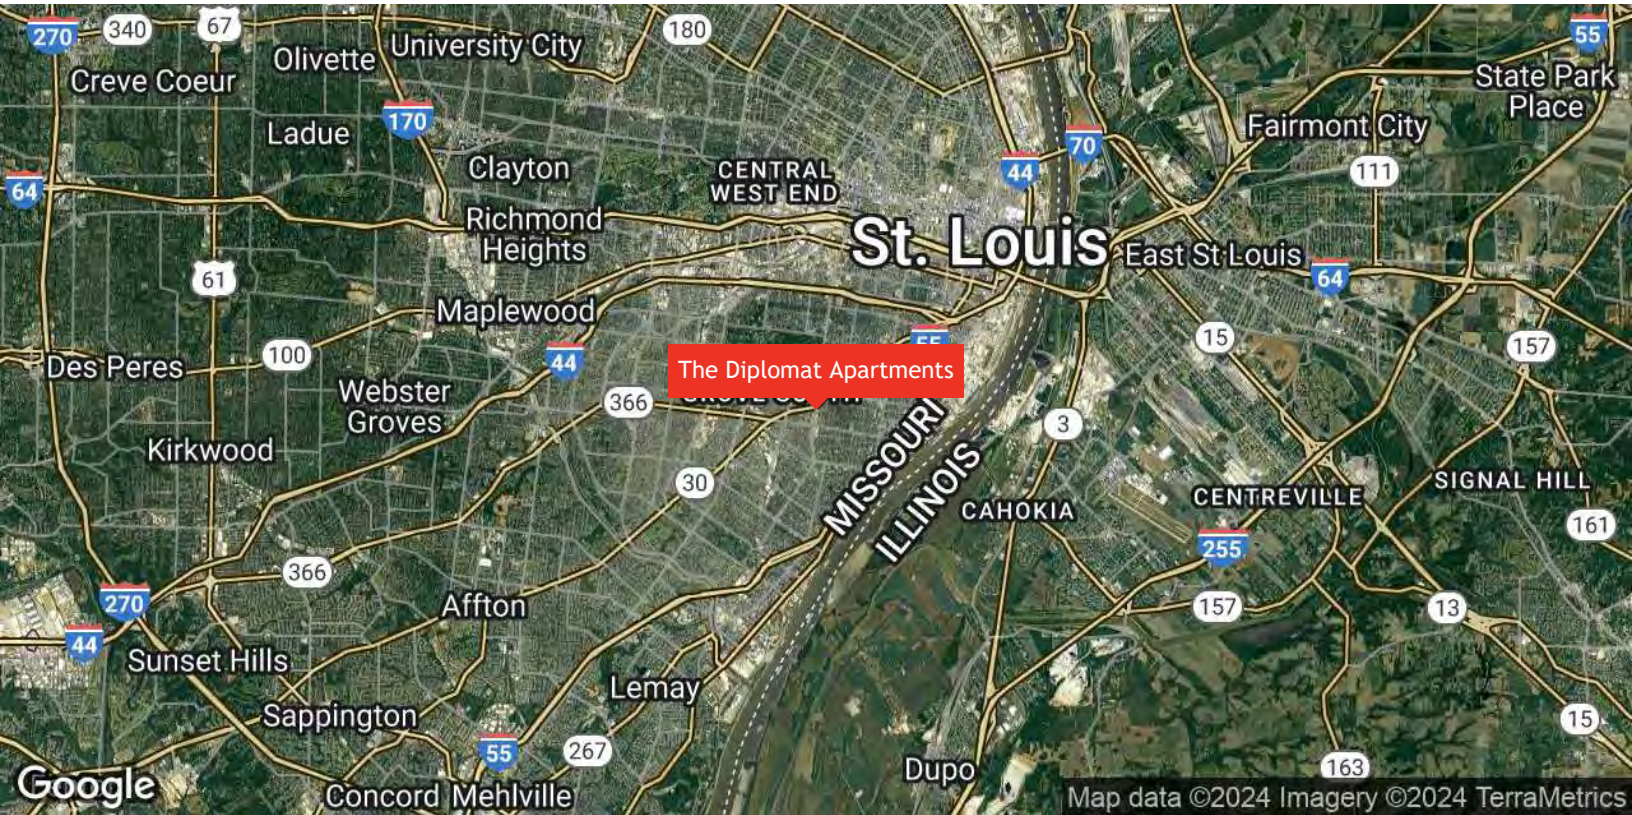 270
340
67
180
55
Olivette
University City
Creve Coeur
State Park
Place
170
Ladue
Fairmont City
70
Clayton
CENTRAL
WEST END
44
111
64
Richmond
Heights
St. Louis
East St Louis
61
64
Maplewood
15
55
157
100
44
Des Peres
The Diplomat Apartments
Webster
Groves
366
GROVE SOUTH
3
MISSOURI
ILLINOIS
Kirkwood
30
SIGNAL HILL
CENTREVILLE
CAHOKIA
161
255
366
270
Affton
157
13
44
Sunset Hills
Lemay
Sappington
15
55
267
Dupo
163
Google
Concord
Mehlville
Map data ©2024 Imagery ©2024 TerraMetrics